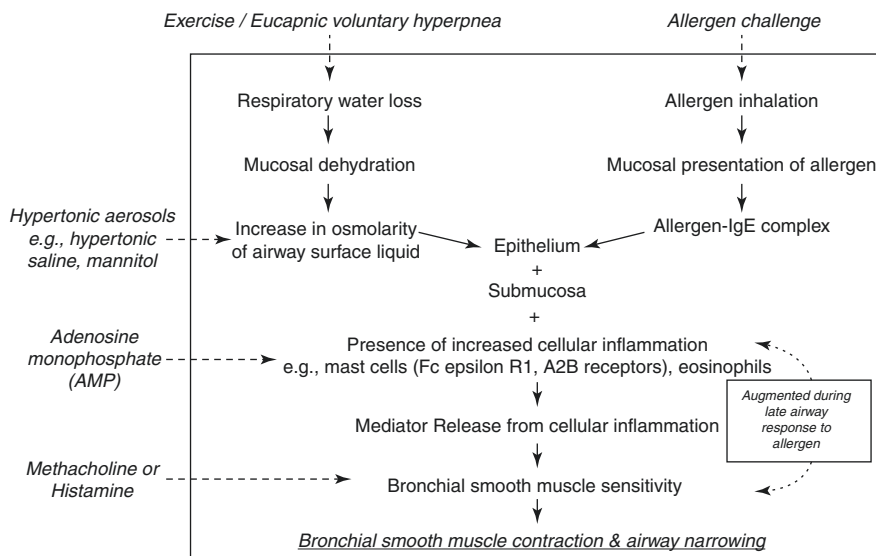 Exercise / Eucapnic voluntary hyperpnea
Allergen challenge
Respiratory water loss
Allergen inhalation
Mucosal dehydration
Mucosal presentation of allergen
Hypertonic aerosols
e.g., hypertonic
saline, mannitol
Increase in osmolarity
of airway surface liquid
Allergen-IgE complex
Epithelium
+
Submucosa
+
Adenosine
monophosphate
(AMP)
Presence of increased cellular inflammation
e.g., mast cells (Fc epsilon R1, A2B receptors), eosinophils
Augmented during
late airway
response to
allergen
Mediator Release from cellular inflammation
Methacholine or
Histamine
Bronchial smooth muscle sensitivity
Bronchial smooth muscle contraction & airway narrowing